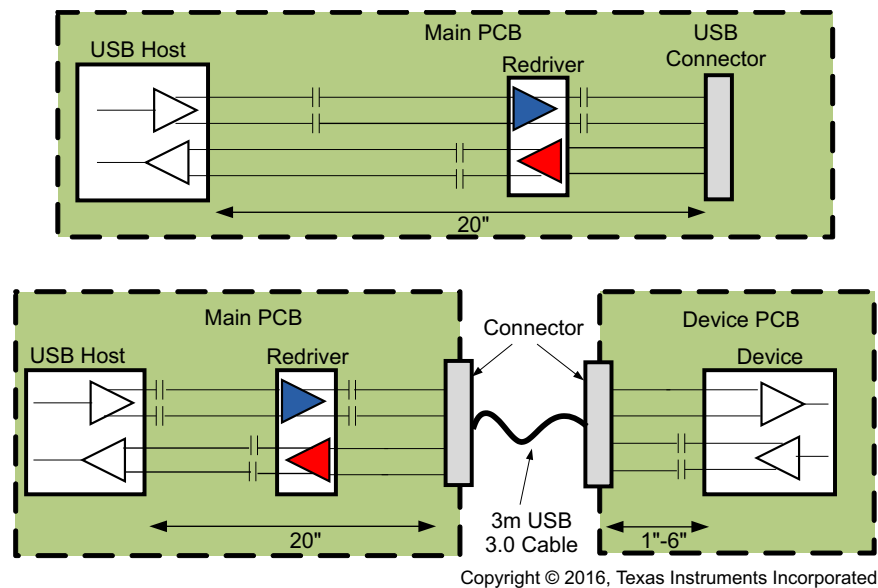 Main PCB
USB
Connector
USB Host
Redriver
20"
Main PCB
USB Host
Redriver
20"
Connector
3m USB
3.0 Cable
Device PCB
Device
1"-6"
Copyright © 2016, Texas Instruments Incorporated